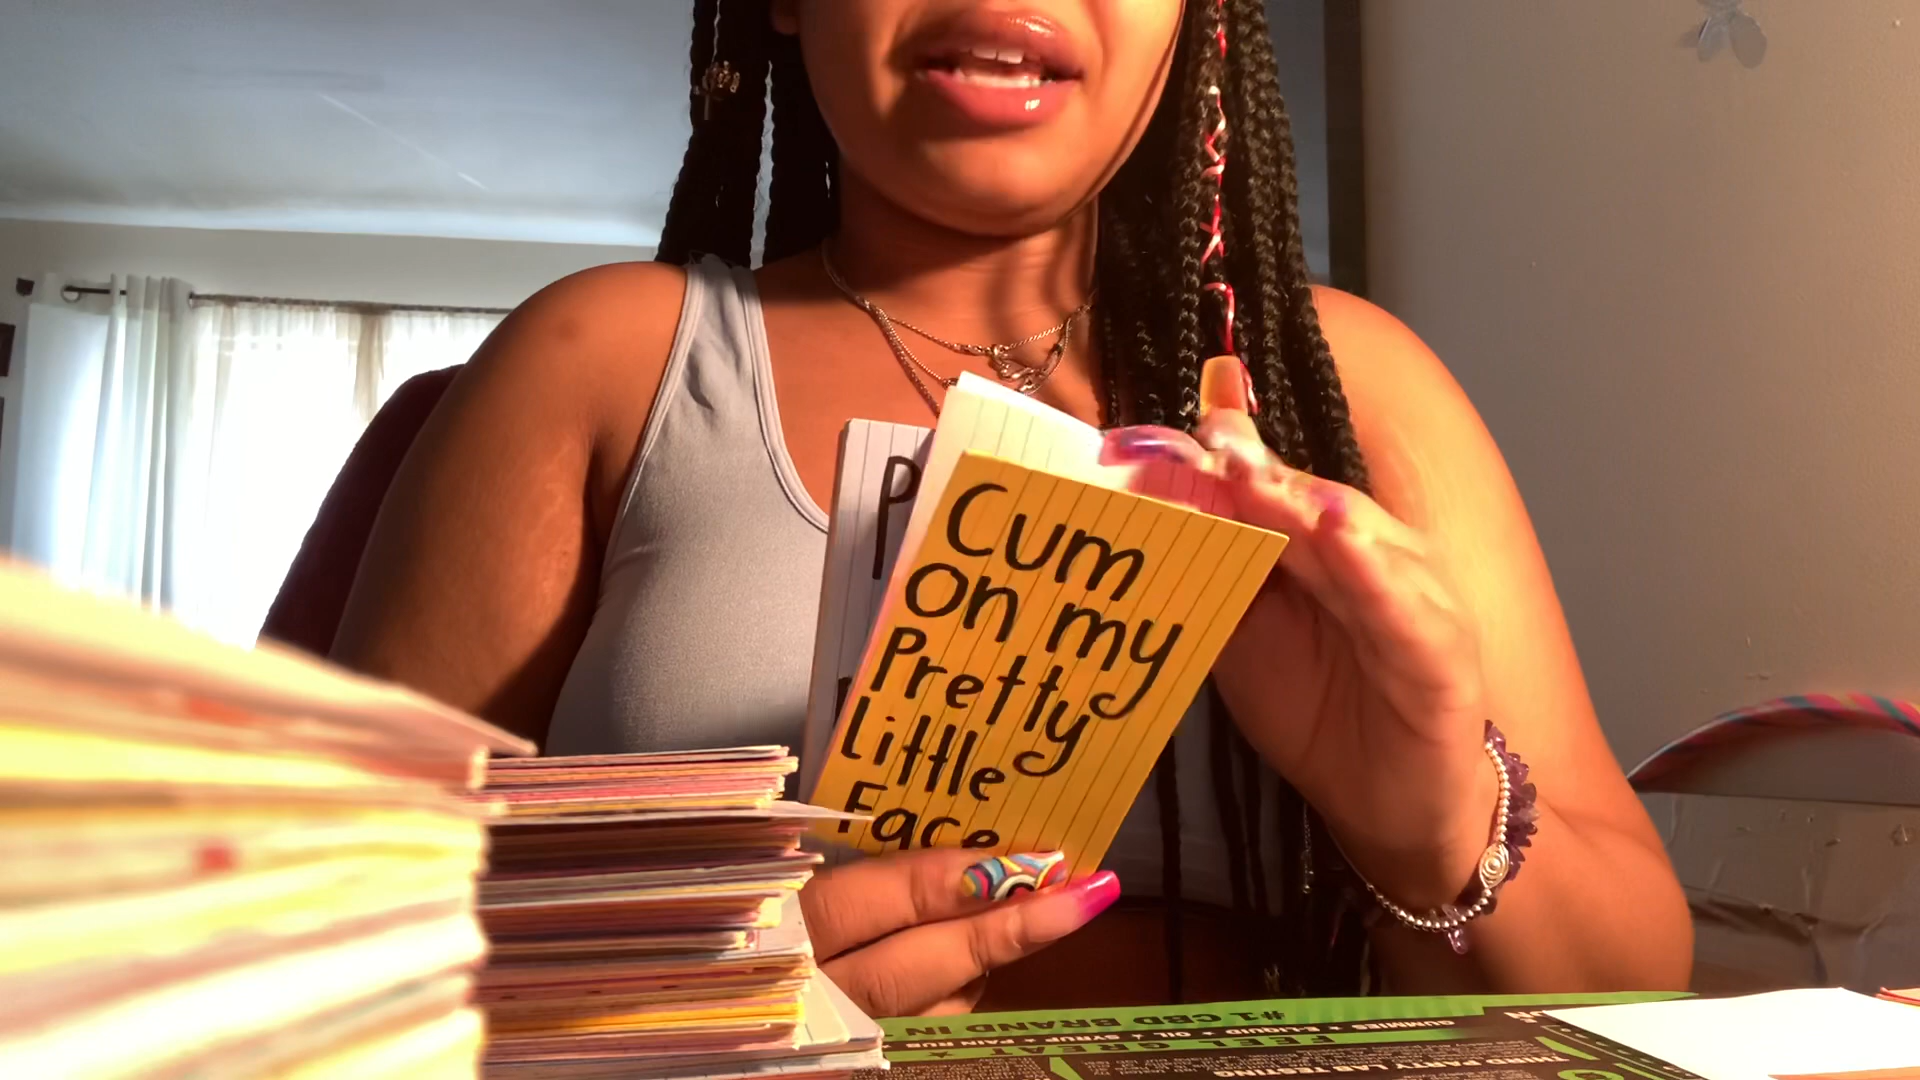 P
Cum
on my
Pretty
Little
Face
#1 CBD BRAND IN
GUMMIES ★ E-LIQUID ★ OIL ★ SYRUP ★ PAIN RUB
FEEL GREAT ★
THIRD PARTY LAB TESTING